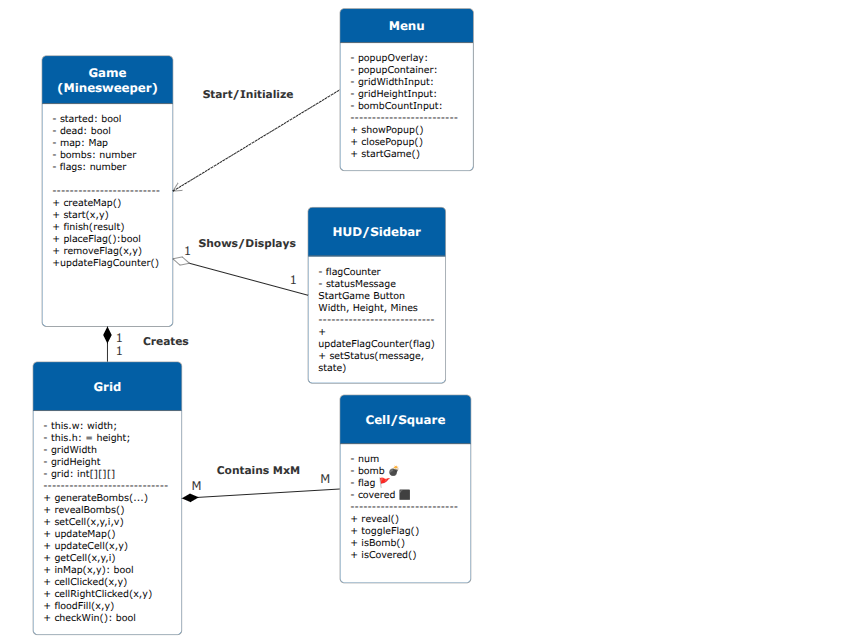 Menu
- popupOverlay:
- popupContainer:
- gridWidthInput:
- gridHeightInput:
- bombCountInput:
---------------------------
+ showPopup()
+ closePopup()
+ startGame()
Game
(Minesweeper)
- started: bool
- dead: bool
- map: Map
- bombs: number
- flags: number
---------------------------
+ createMap()
+ start(x,y)
+ finish(result)
+ placeFlag():bool
+ removeFlag(x,y)
+updateFlagCounter()
Start/Initialize
HUD/Sidebar
- flagCounter
- statusMessage
StartGame Button
Width, Height, Mines
-----------------------------
+
updateFlagCounter(flag)
+ setStatus(message,
state)
Shows/Displays
1
1
1
1
Creates
Grid
- this.w: width;
- this.h: = height;
- gridWidth
- gridHeight
- grid: int[][][]
-------------------------------
+ generateBombs(...)
+ revealBombs()
+ setCell(x,y,i,v)
+ updateMap()
+ updateCell(x,y)
+ getCell(x,y,i)
+ inMap(x,y): bool
+ cellClicked(x,y)
+ cellRightClicked(x,y)
+ floodFill(x,y)
+ checkWin(): bool
Contains MxM
M
M
Cell/Square
- num
- bomb 💣
- flag 🚩
- covered ⬛
---------------------------
+ reveal()
+ toggleFlag()
+ isBomb()
+ isCovered()